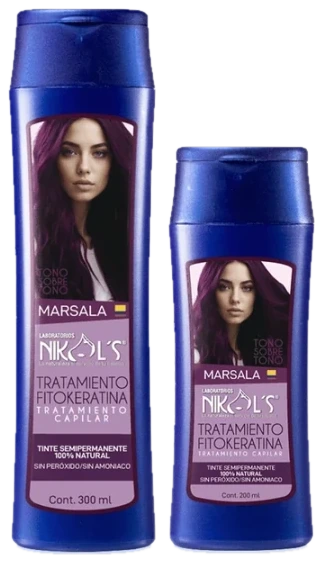 TONO
SOBRE
TONO
MARSALA
LABORATORIOS
NIKOL'S®
TRATAMIENTO
FITOKERATINA
TRATAMIENTO
CAPILAR
TINTE SEMIPERMANENTE
100% NATURAL
SIN PERÓXIDO/SIN AMONIACO
Cont. 300 ml
TONO
SOBRE
TONO
MARSALA
LABORATORIOS
NIKOL'S®
TRATAMIENTO
FITOKERATINA
TRATAMIENTO
CAPILAR
TINTE SEMIPERMANENTE
100% NATURAL
SIN PERÓXIDO/SIN AMONIACO
Cont. 200 ml